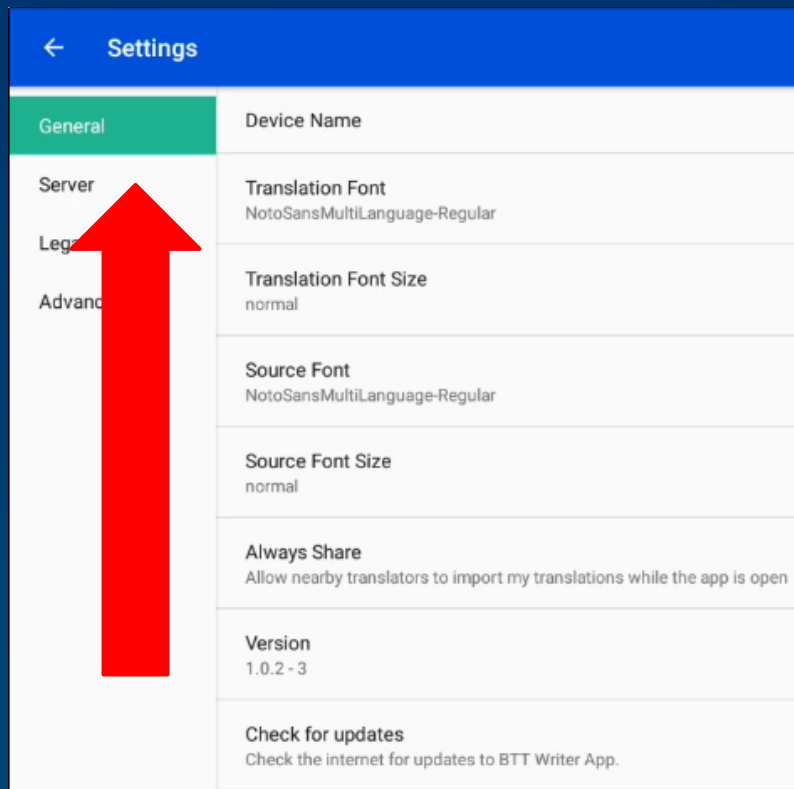 Settings
General
Server
Advanc
Device Name
Translation Font
NotoSansMultiLanguage-Regular
Translation Font Size
normal
Source Font
NotoSansMultiLanguage-Regular
Source Font Size
normal
Always Share
Allow nearby translators to import my translations while the app is open
Version
1.0.2 - 3
Check for updates
Check the internet for updates to BTT Writer App.